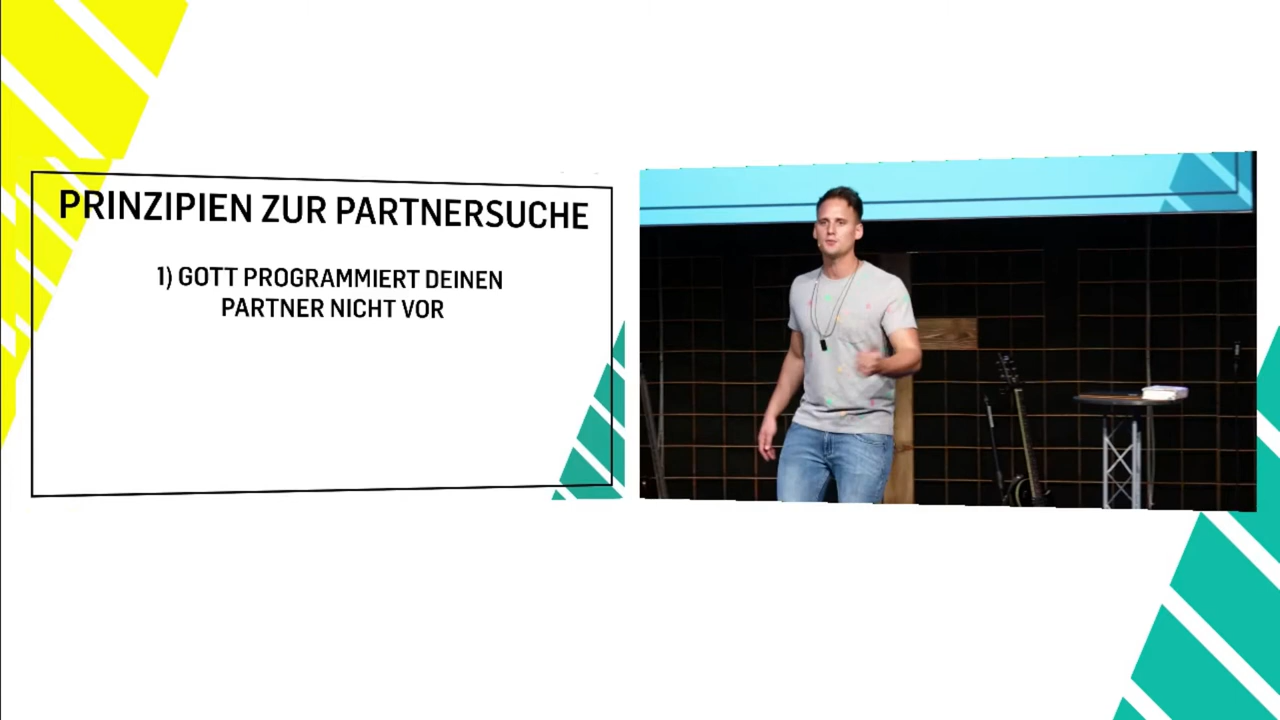 PRINZIPIEN ZUR PARTNERSUCHE
1) GOTT PROGRAMMIERT DEINEN
PARTNER NICHT VOR